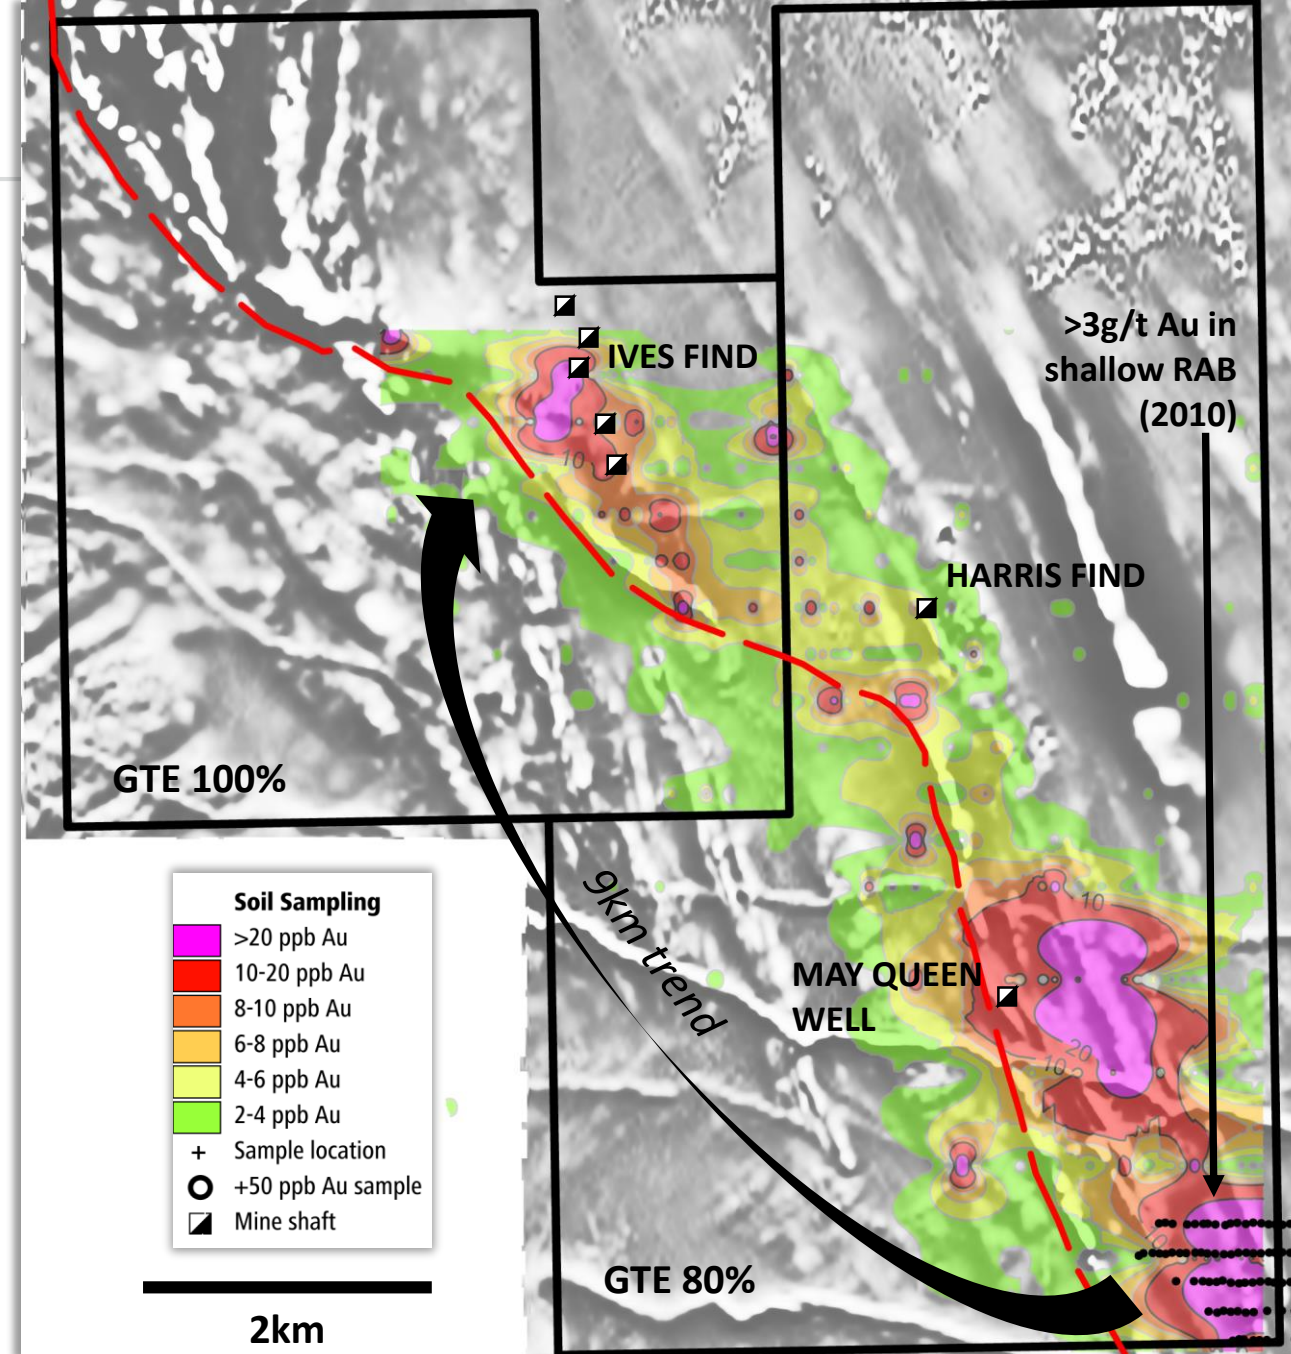 >3g/t Au in
shallow RAB
(2010)
IVES FIND
10
HARRIS FIND
GTE 100%
9km trend
10
MAY QUEEN
WELL
20
10
10
GTE 80%
Soil Sampling
>20 ppb Au
10-20 ppb Au
8-10 ppb Au
6-8 ppb Au
4-6 ppb Au
2-4 ppb Au
Sample location
+50 ppb Au sample
Mine shaft
2km